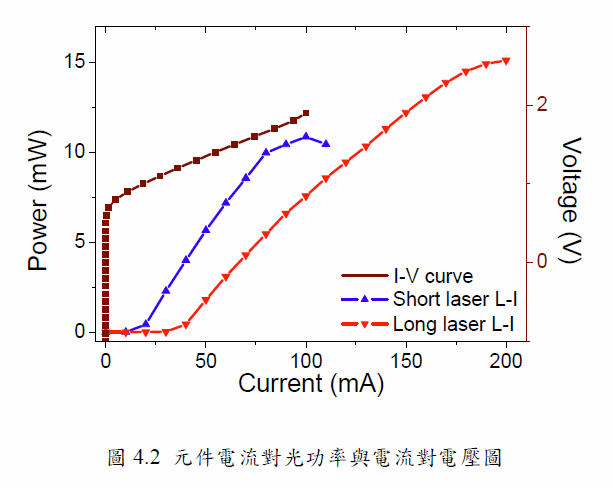 15
10
5
0
Power (mW)
2
0
Voltage (V)
I-V curve
Short laser L-I
Long laser L-I
0 50 100 150 200
Current (mA)
圖 4.2 元件電流對光功率與電流對電壓圖